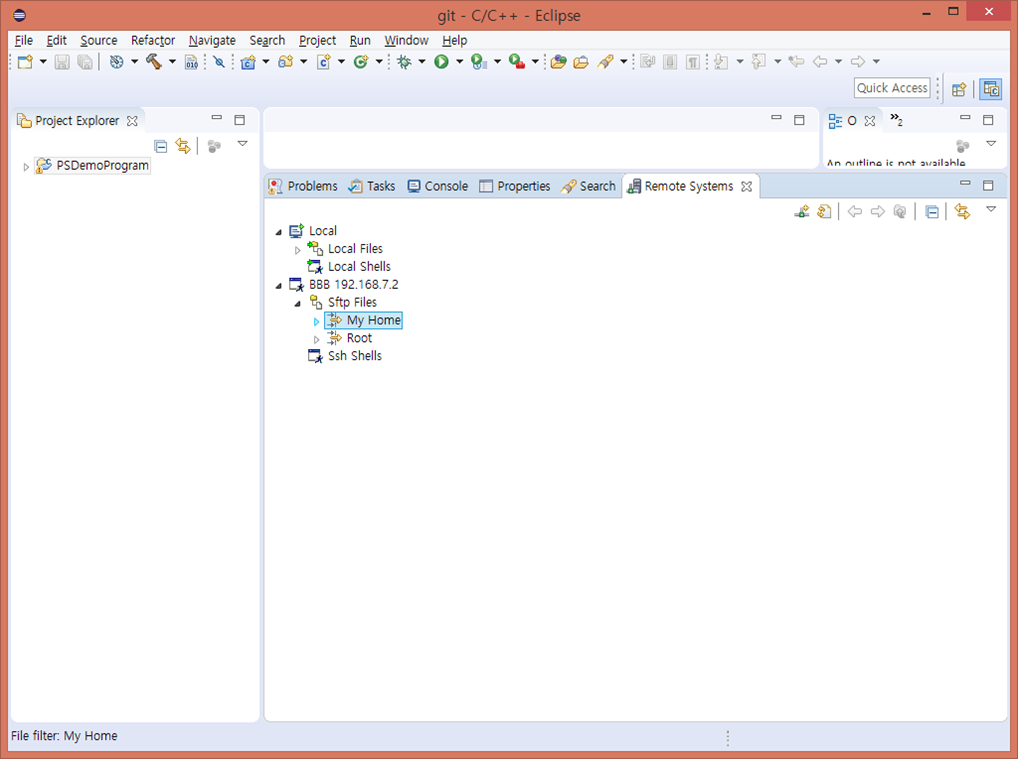 git - C/C++ - Eclipse
File Edit Source Refactor Navigate Search Project Run Window Help
010
Quick Access
Project Explorer
O
»2
PSDemoProgram
An outline is not available.
Problems Tasks Console Properties Search Remote Systems
Local
Local Files
Local Shells
BBB 192.168.7.2
Sftp Files
My Home
Root
Ssh Shells
File filter: My Home